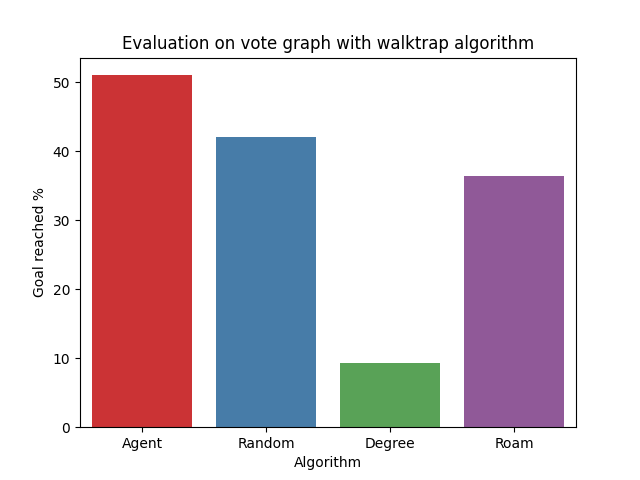 Evaluation on vote graph with walktrap algorithm
Goal reached %
50
40
30
20
10
0
Agent
Random
Degree
Roam
Algorithm